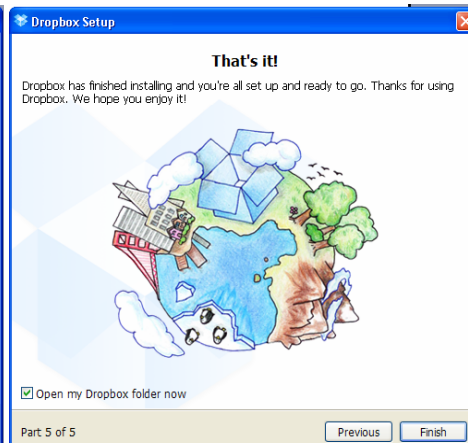 Dropbox Setup
That's it!
Dropbox has finished installing and you're all set up and ready to go. Thanks for using
Dropbox. We hope you enjoy it!
Open my Dropbox folder now
Part 5 of 5
Previous
Finish